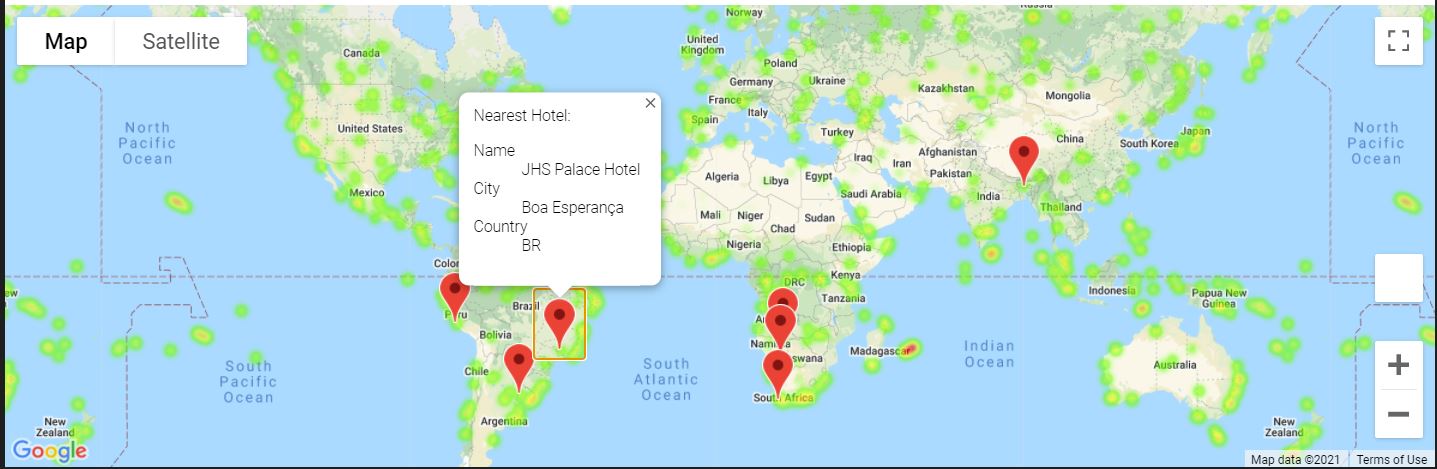 Map
Satellite
Russia
Norway
Canada
United
Kingdom
Poland
Germany
Ukraine
Kazakhstan
Mongolia
France
Italy
Spain
Turkey
China
Japan
South Korea
United States
North
Pacific
Ocean
North
Pacific
Ocean
Nearest Hotel:
Name
JHS Palace Hotel
City
Boa Esperança
Country
BR
Iraq
Iran
Afghanistan
Pakistan
Algeria
Libya
Egypt
Saudi Arabia
India
Thailand
Mexico
Mali
Niger
Sudan
Chad
Nigeria
Ethiopia
Colom
DRC
Kenya
Tanzania
Indonesia
Papua New
Guinea
ew
Brazil
Peru
Bolivia
Namibia
swana
Madagascar
Indian
Ocean
Australia
Chile
South
Pacific
Ocean
South
Atlantic
Ocean
South Africa
Argentina
New
Zealand
New
Zealand
Google
Map data ©2021
Terms of Use